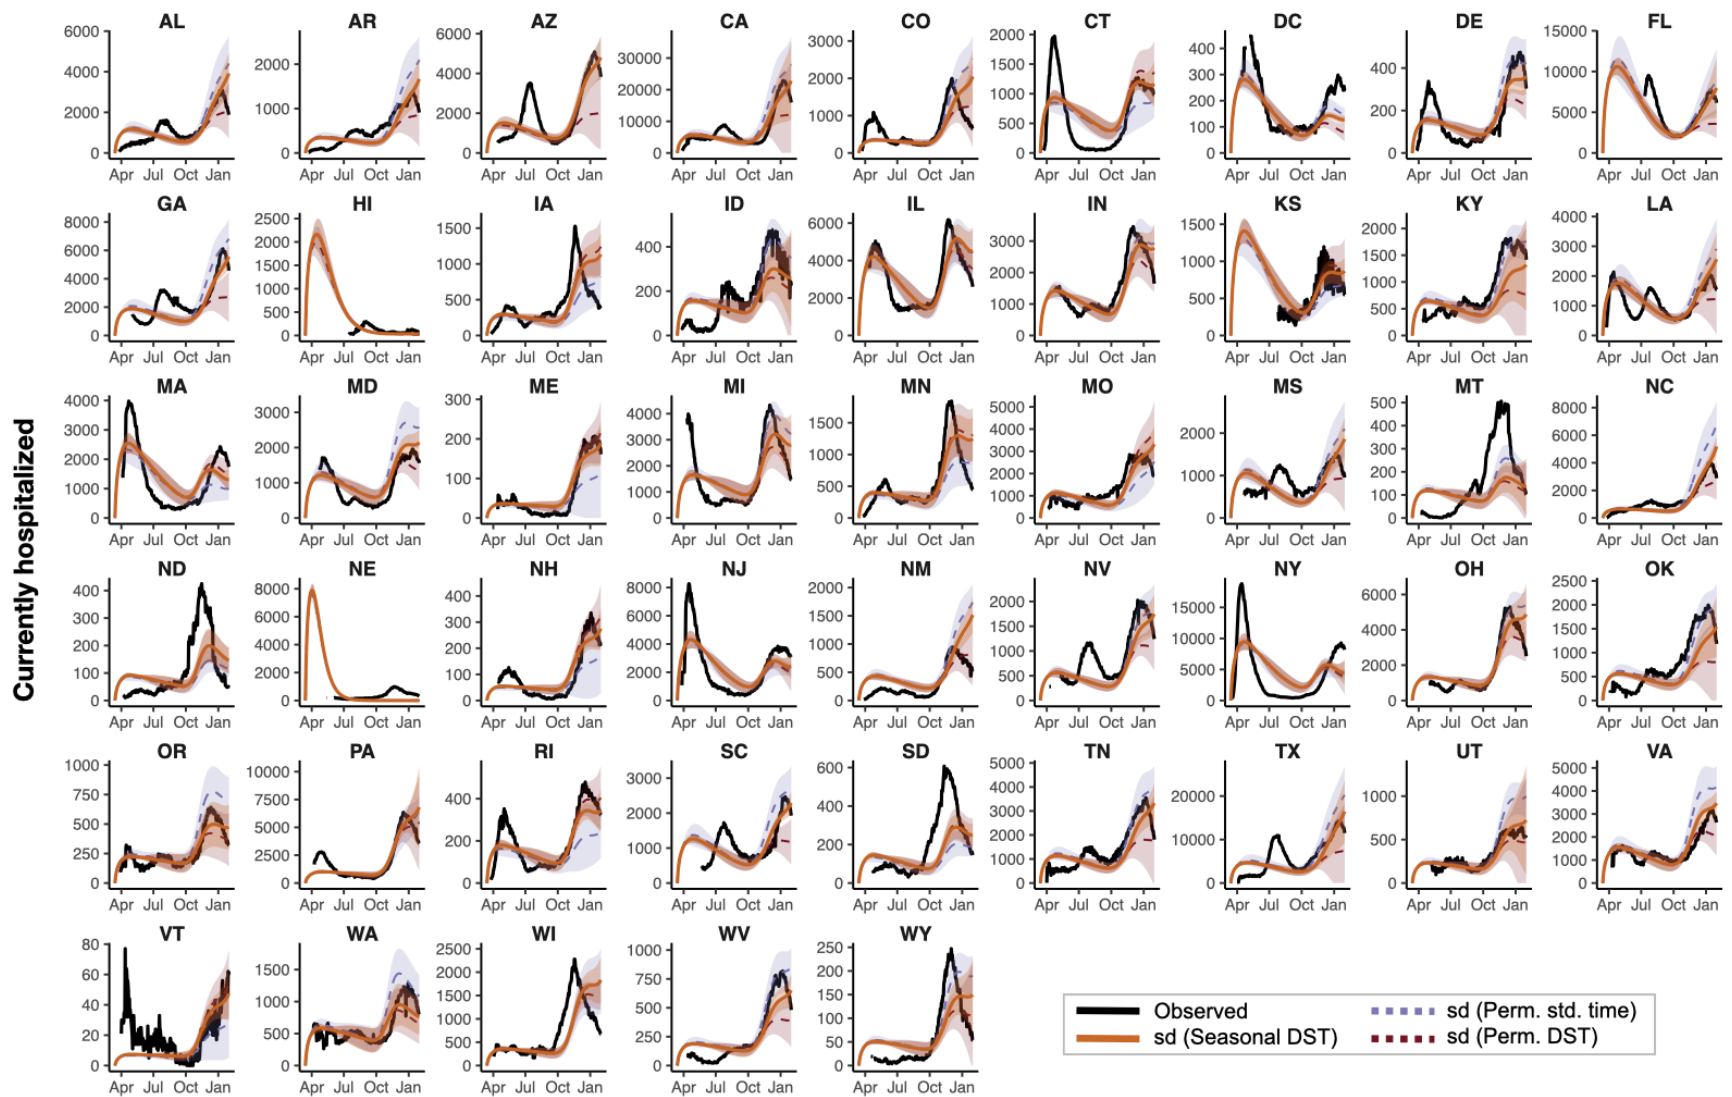 Currently hospitalized
AL AR AZ CA CO CT DC DE FL
6000 4000 2000 0
2000 1000 0
6000 4000 2000 0
30000 20000 10000 0
3000 2000 1000 0
2000 1500 1000 500 0
400 300 200 100 0
400 200 0
15000 10000 5000 0
Apr Jul Oct Jan Apr Jul Oct Jan Apr Jul Oct Jan Apr Jul Oct Jan Apr Jul Oct Jan Apr Jul Oct Jan Apr Jul Oct Jan Apr Jul Oct Jan Apr Jul Oct Jan
GA HI IA ID IL IN KS KY LA
8000 6000 4000 2000 0
2500 2000 1500 1000 500 0
1500 1000 500 0
400 200 0
6000 4000 2000 0
3000 2000 1000 0
1500 1000 500 0
2000 1500 1000 500 0
4000 3000 2000 1000 0
Apr Jul Oct Jan Apr Jul Oct Jan Apr Jul Oct Jan Apr Jul Oct Jan Apr Jul Oct Jan Apr Jul Oct Jan Apr Jul Oct Jan Apr Jul Oct Jan Apr Jul Oct Jan
MA MD ME MI MN MO MS MT NC
4000 3000 2000 1000 0
3000 2000 1000 0
300 200 100 0
4000 3000 2000 1000 0
1500 1000 500 0
5000 4000 3000 2000 1000 0
2000 1000 0
500 400 300 200 100 0
8000 6000 4000 2000 0
Apr Jul Oct Jan Apr Jul Oct Jan Apr Jul Oct Jan Apr Jul Oct Jan Apr Jul Oct Jan Apr Jul Oct Jan Apr Jul Oct Jan Apr Jul Oct Jan Apr Jul Oct Jan
ND NE NH NJ NM NV NY OH OK
400 300 200 100 0
8000 6000 4000 2000 0
400 300 200 100 0
8000 6000 4000 2000 0
2000 1500 1000 500 0
2000 1500 1000 500 0
15000 10000 5000 0
6000 4000 2000 0
2500 2000 1500 1000 500 0
Apr Jul Oct Jan Apr Jul Oct Jan Apr Jul Oct Jan Apr Jul Oct Jan Apr Jul Oct Jan Apr Jul Oct Jan Apr Jul Oct Jan Apr Jul Oct Jan Apr Jul Oct Jan
OR PA RI SC SD TN TX UT VA
1000 750 500 250 0
10000 7500 5000 2500 0
400 200 0
3000 2000 1000 0
600 400 200 0
5000 4000 3000 2000 1000 0
20000 10000 0
1000 500 0
5000 4000 3000 2000 1000 0
Apr Jul Oct Jan Apr Jul Oct Jan Apr Jul Oct Jan Apr Jul Oct Jan Apr Jul Oct Jan Apr Jul Oct Jan Apr Jul Oct Jan Apr Jul Oct Jan Apr Jul Oct Jan
VT WA WI WV WY
80 60 40 20 0
1500 1000 500 0
2500 2000 1500 1000 500 0
1000 750 500 250 0
250 200 150 100 50 0
Apr Jul Oct Jan Apr Jul Oct Jan Apr Jul Oct Jan Apr Jul Oct Jan Apr Jul Oct Jan
Observed
sd (Seasonal DST)
sd (Perm. std. time)
sd (Perm. DST)